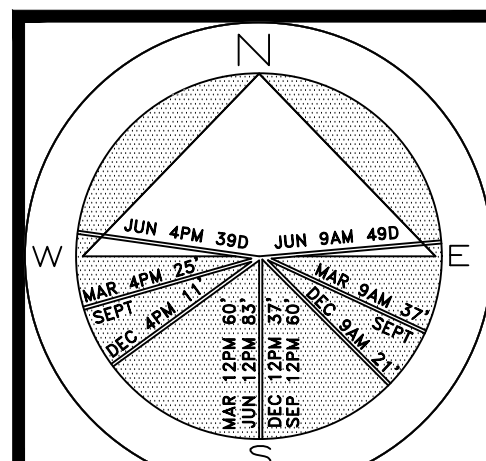 N
JUN 4PM 39D
JUN 9AM 49D
W
E
MAR 4PM 25'
SEPT
DEC 4PM 11'
MAR 12PM 60'
JUN 12PM 83'
DEC 12PM 37'
SEP 12PM 60'
MAR 9AM 37'
SEPT
DEC 9AM 21'
S